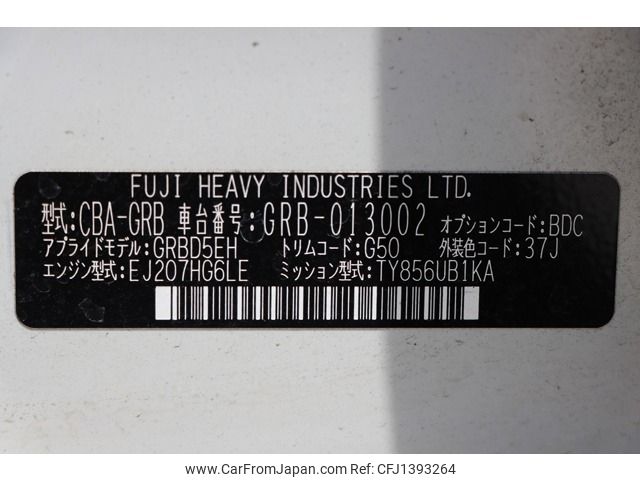 FUJI HEAVY INDUSTRIES LTD.
型式:CBA-GRB 車台番号:GRB-013002 オプションコード:BDC
アプライドモデル:GRBD5EH トリムコード:G50 外装色コード:37J
エンジン型式:EJ207HG6LE ミッション型式:TY856UB1KA
www.CarFromJapan.com | © CAR FROM JAPAN | CFJ1393264